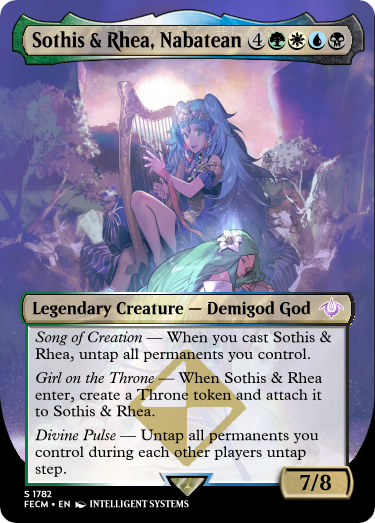 Sothis & Rhea, Nabatean 4
Legendary Creature — Demigod God
Song of Creation — When you cast Sothis &
Rhea, untap all permanents you control.
Girl on the Throne — When Sothis & Rhea
enter, create a Throne token and attach it
to Sothis & Rhea.
Divine Pulse — Untap all permanents you
control during each other players untap
step.
7/8
S 1782
FECM • EN INTELLIGENT SYSTEMS